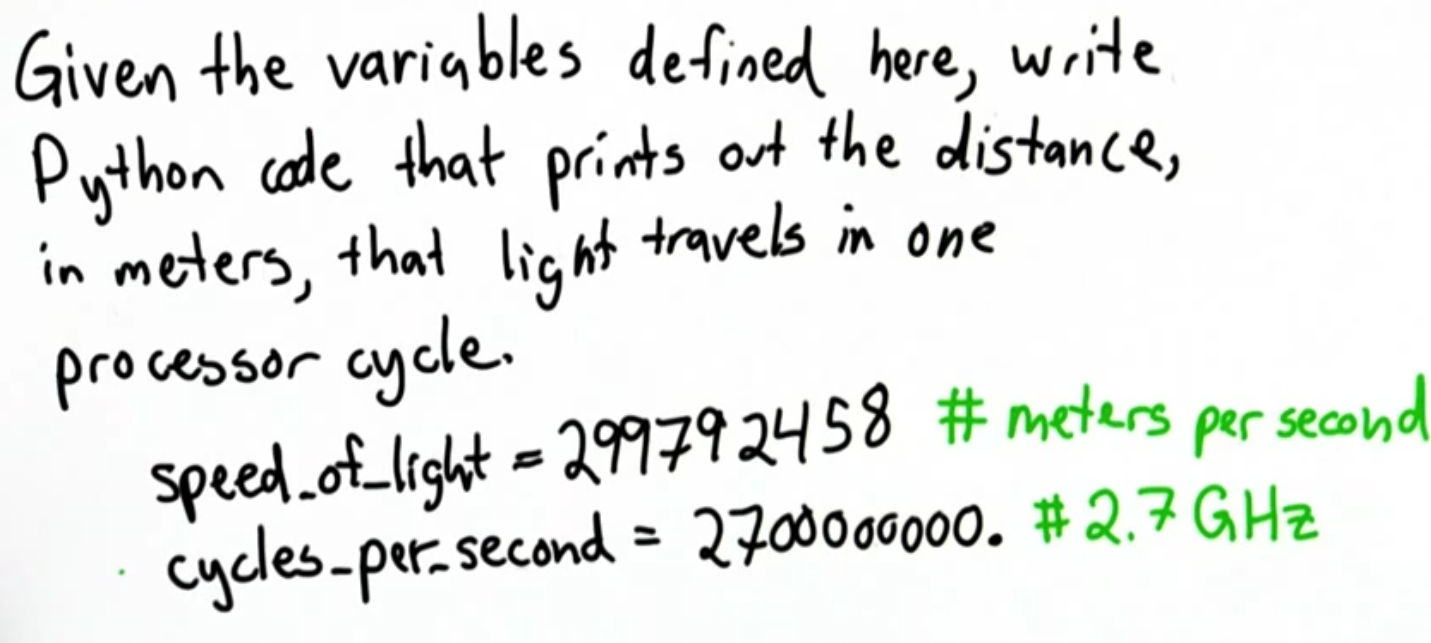 Given the variables defined here, write
Python code that prints out the distance,
in meters, that light travels in one
processor cycle.
speed_of_light = 299792458 # meters per second
cycles_per_second = 2700000000. # 2.7 GHz